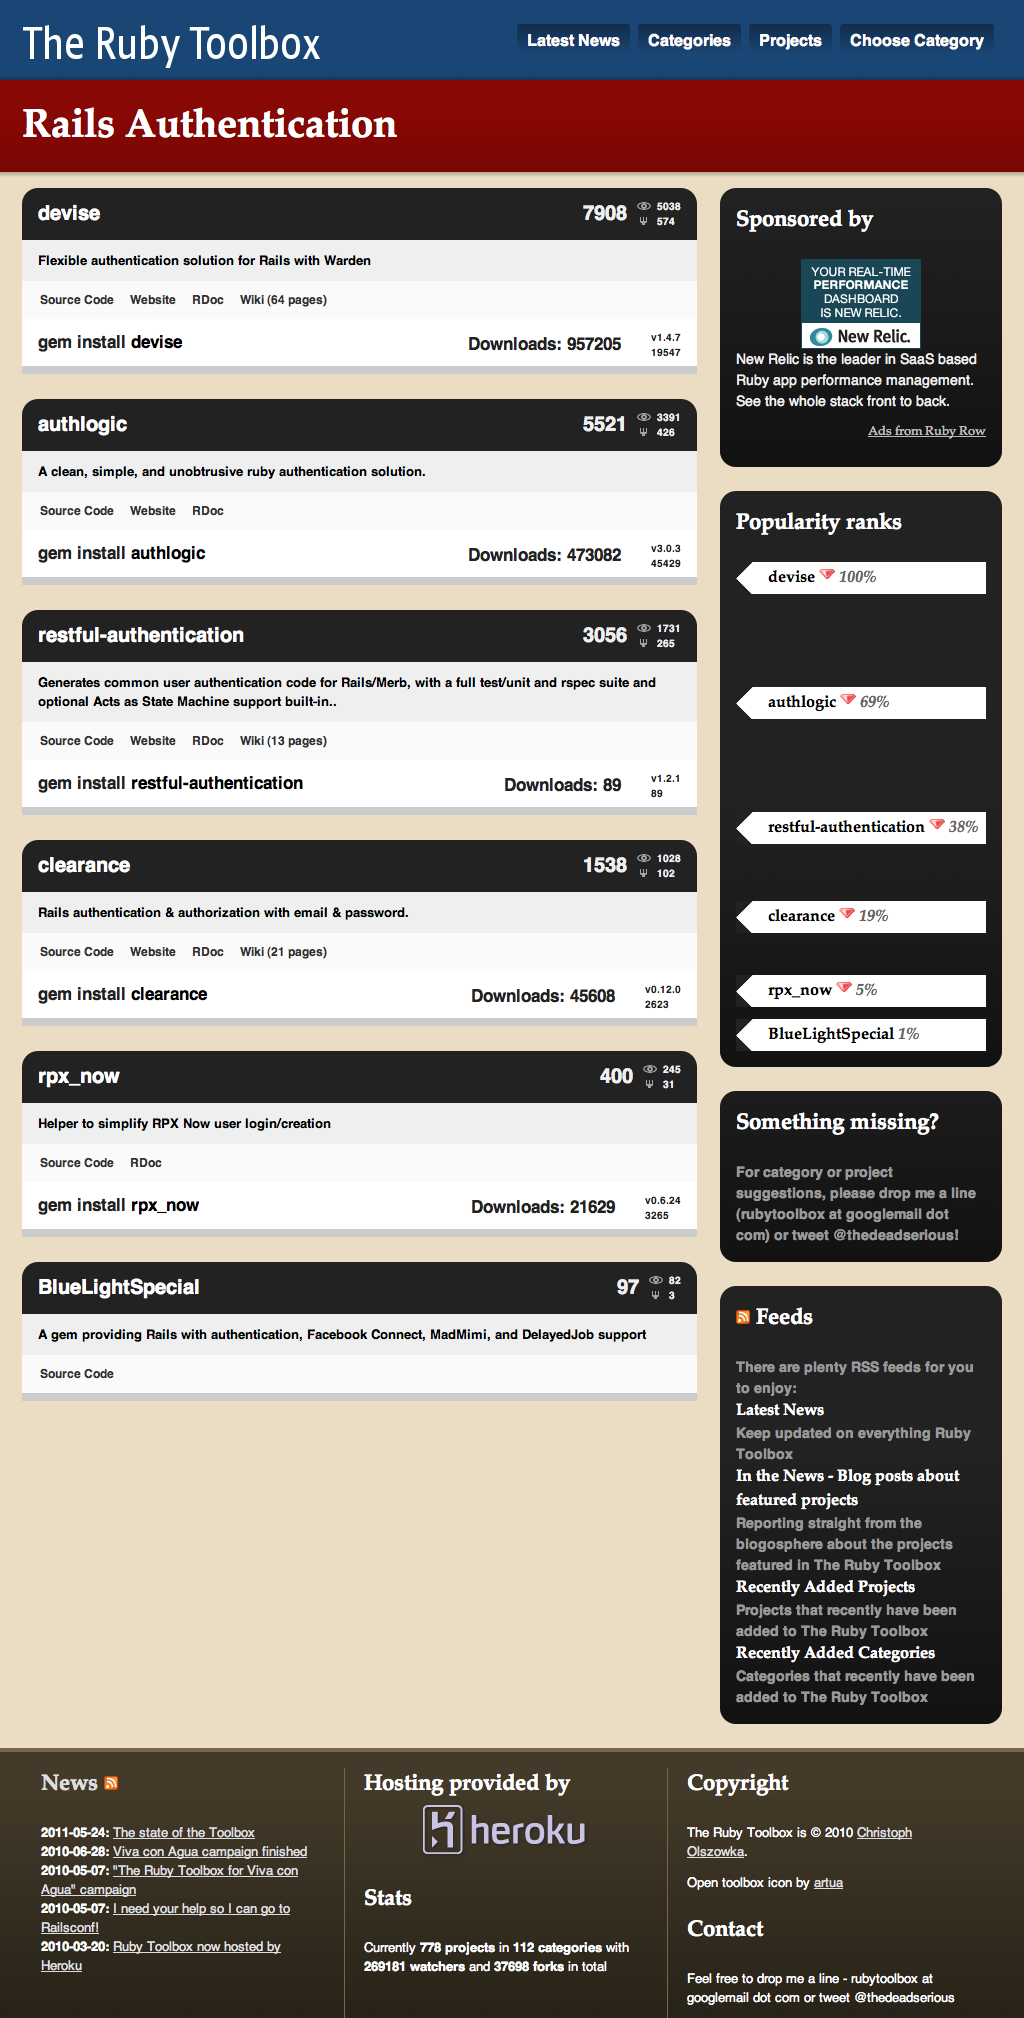 The Ruby Toolbox
Latest News Categories Projects Choose Category
Rails Authentication
devise 7908 5038
574
Flexible authentication solution for Rails with Warden
Source Code Website RDoc Wiki (64 pages)
gem install devise Downloads: 957205 v1.4.7
19547
authlogic 5521 3391
426
A clean, simple, and unobtrusive ruby authentication solution.
Source Code Website RDoc
gem install authlogic Downloads: 473082 v3.0.3
45429
restful-authentication 3056 1731
265
Generates common user authentication code for Rails/Merb, with a full test/unit and rspec suite and
optional Acts as State Machine support built-in..
Source Code Website RDoc Wiki (13 pages)
gem install restful-authentication Downloads: 89 v1.2.1
89
clearance 1538 1028
102
Rails authentication & authorization with email & password.
Source Code Website RDoc Wiki (21 pages)
gem install clearance Downloads: 45608 v0.12.0
2623
rpx_now 400 245
31
Helper to simplify RPX Now user login/creation
Source Code RDoc
gem install rpx_now Downloads: 21629 v0.6.24
3265
BlueLightSpecial 97 82
3
A gem providing Rails with authentication, Facebook Connect, MadMimi, and DelayedJob support
Source Code
Sponsored by
YOUR REAL-TIME
PERFORMANCE
DASHBOARD
IS NEW RELIC.
New Relic.
New Relic is the leader in SaaS based
Ruby app performance management.
See the whole stack front to back.
Ads from Ruby Row
Popularity ranks
devise 100%
authlogic 69%
restful-authentication 38%
clearance 19%
rpx_now 5%
BlueLightSpecial 1%
Something missing?
For category or project
suggestions, please drop me a line
(rubytoolbox at googlemail dot
com) or tweet @thedeadserious!
Feeds
There are plenty RSS feeds for you
to enjoy:
Latest News
Keep updated on everything Ruby
Toolbox
In the News - Blog posts about
featured projects
Reporting straight from the
blogosphere about the projects
featured in The Ruby Toolbox
Recently Added Projects
Projects that recently have been
added to The Ruby Toolbox
Recently Added Categories
Categories that recently have been
added to The Ruby Toolbox
News
2011-05-24: The state of the Toolbox
2010-06-28: Viva con Agua campaign finished
2010-05-07: "The Ruby Toolbox for Viva con
Agua" campaign
2010-05-07: I need your help so I can go to
Railsconf!
2010-03-20: Ruby Toolbox now hosted by
Heroku
Hosting provided by
heroku
Stats
Currently 778 projects in 112 categories with
269181 watchers and 37698 forks in total
Copyright
The Ruby Toolbox is © 2010 Christoph
Olszowka.
Open toolbox icon by artua
Contact
Feel free to drop me a line - rubytoolbox at
googlemail dot com or tweet @thedeadserious